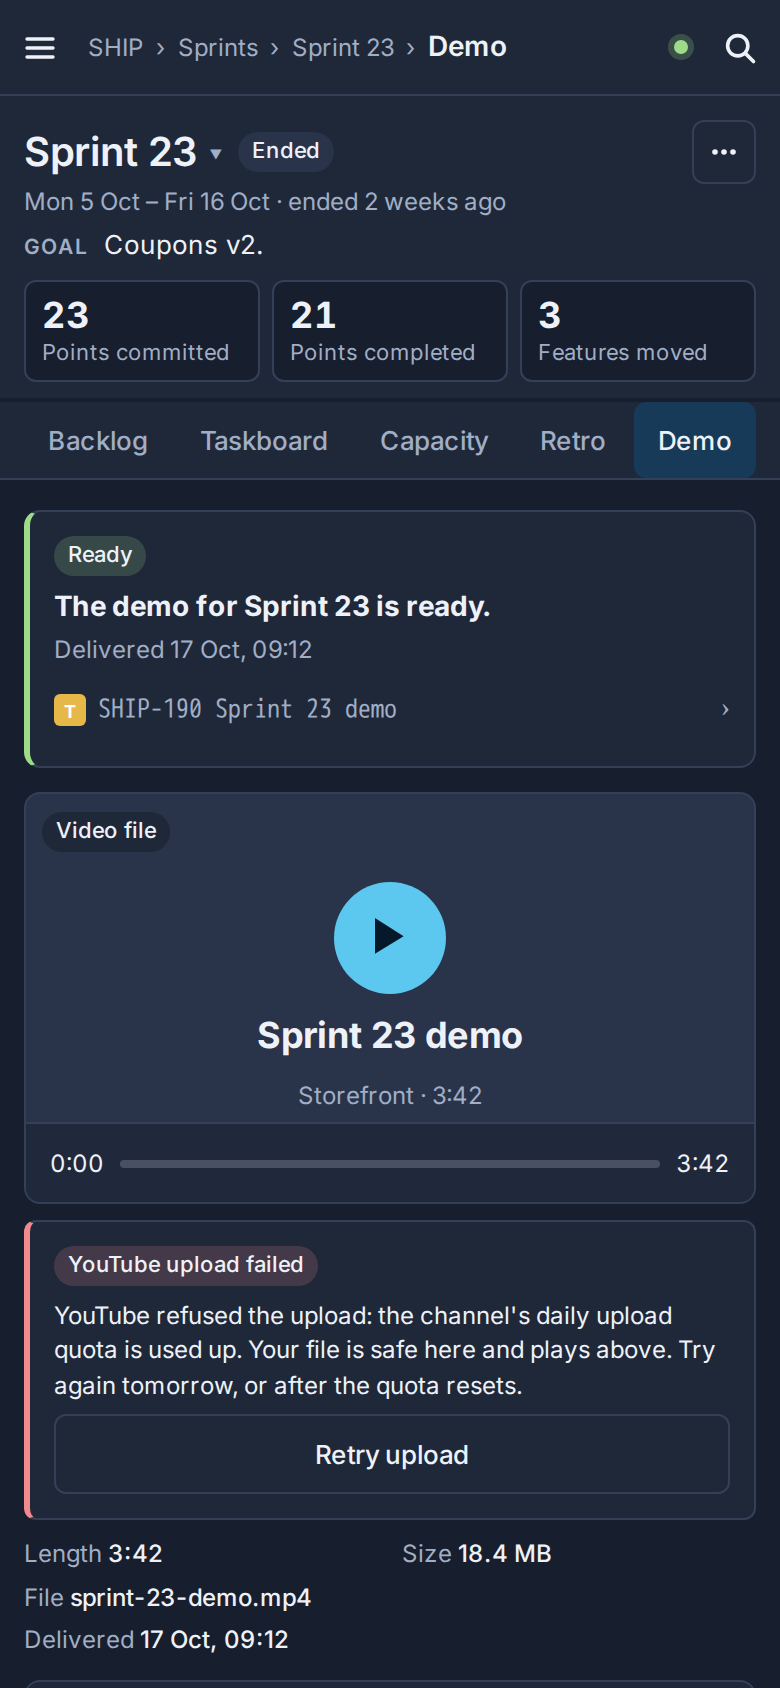 SHIP › Sprints › Sprint 23 › Demo
Sprint 23 ▾ Ended
Mon 5 Oct – Fri 16 Oct · ended 2 weeks ago
GOAL Coupons v2.
23 21 3
Points committed Points completed Features moved
Backlog Taskboard Capacity Retro Demo
Ready
The demo for Sprint 23 is ready.
Delivered 17 Oct, 09:12
T SHIP-190 Sprint 23 demo ›
Video file
Sprint 23 demo
Storefront · 3:42
0:00 3:42
YouTube upload failed
YouTube refused the upload: the channel's daily upload
quota is used up. Your file is safe here and plays above. Try
again tomorrow, or after the quota resets.
Retry upload
Length 3:42 Size 18.4 MB
File sprint-23-demo.mp4
Delivered 17 Oct, 09:12